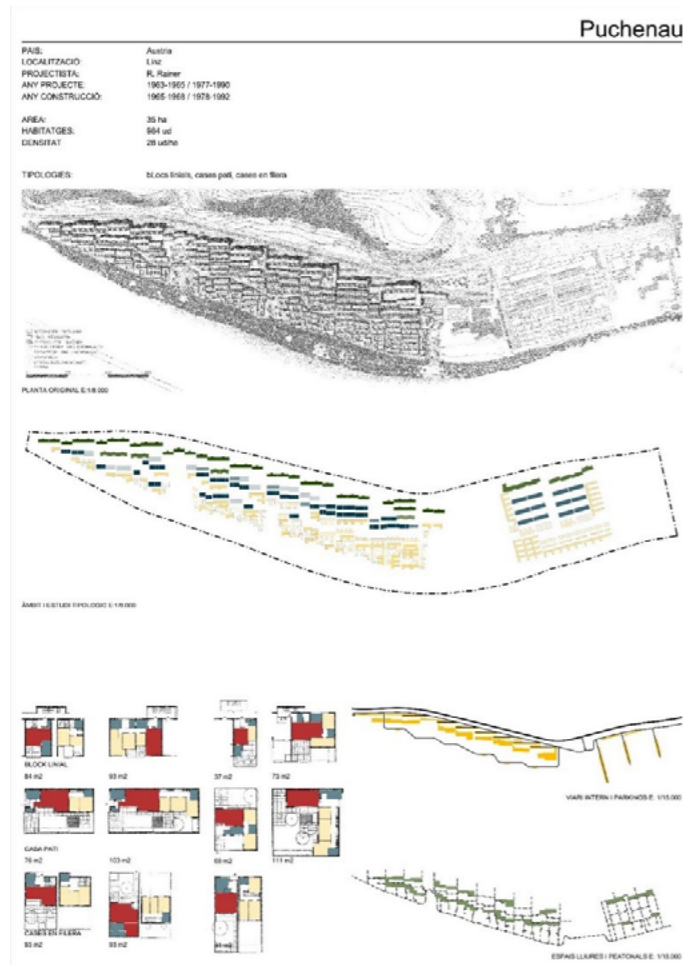 Puchenau
PAIS: Austria
LOCALITZACIÓ: Linz
PROJECTISTA: R. Rainer
ANY PROJECTE: 1963-1965 / 1977-1990
ANY CONSTRUCCIÓ: 1965-1968 / 1978-1992
AREA: 35 ha
HABITATGES: 984 ud
DENSITAT 28 ud/ha
TIPOLOGIES: blocs linials, cases pati, cases en filera
PLANTA ORIGINAL E:1/8.000
ÀMBIT I ESTUDI TIPOLOGIC E:1/8.000
BLOCK LINIAL
84 m2 93 m2 37 m2 73 m2
CASA PATI
76 m2 103 m2 68 m2 111 m2
CASES EN FILERA
93 m2 93 m2
VIARI INTERN I PARKINGS E: 1/15.000
ESPAIS LLIURES I PEATONALS E: 1/15.000